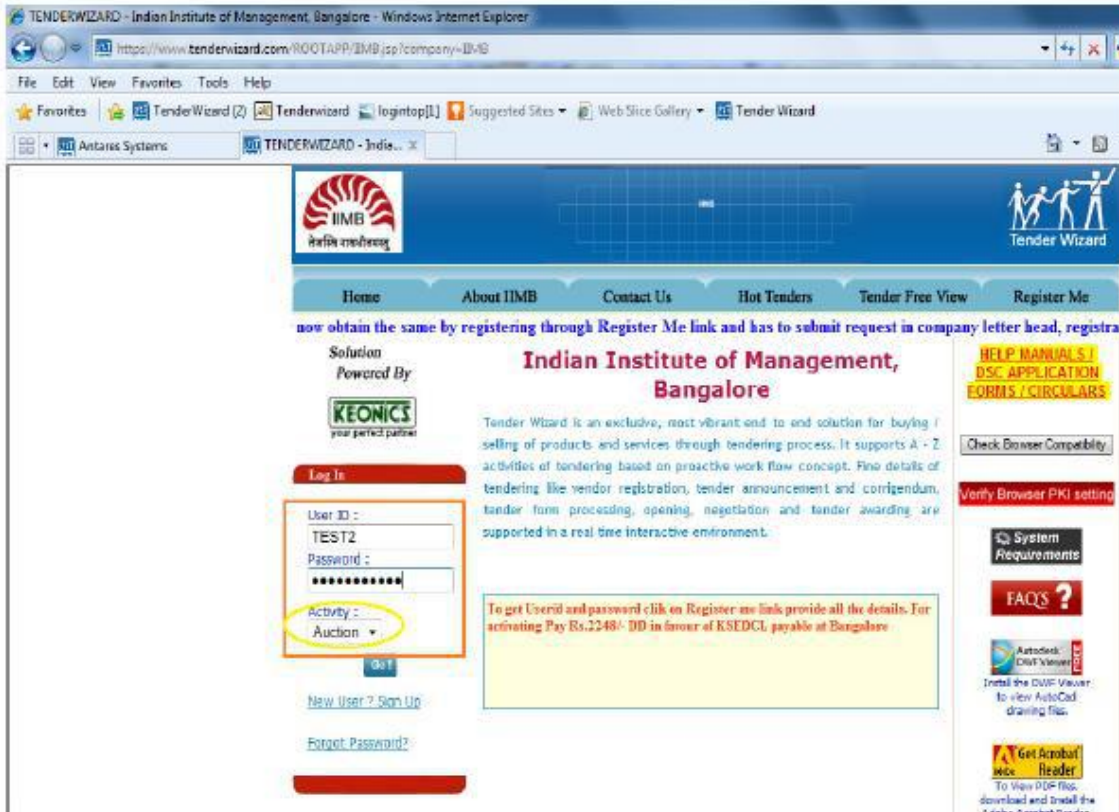 TENDERWIZARD - Indian Institute of Management, Bangalore - Windows Internet Explorer
https://www.tenderwizard.com/ROOTAPP/IIMB.jsp?company=IIMB
File Edit View Favorites Tools Help
Favorites TenderWizard (2) Tenderwizard logintop[1] Suggested Sites Web Slice Gallery Tender Wizard
Antares Systems TENDERWIZARD - India...
IIMB
Tender Wizard
Home About IIMB Contact Us Hot Tenders Tender Free View Register Me
now obtain the same by registering through Register Me link and has to submit request in company letter head, registra
Solution
Powered By
KEONICS
your perfect partner
Log In
User ID :
TEST2
Password :
Activity :
Auction
Go !
New User ? Sign Up
Forgot Password?
Indian Institute of Management,
Bangalore
Tender Wizard is an exclusive, most vibrant end to end solution for buying /
selling of products and services through tendering process. It supports A - Z
activities of tendering based on proactive work flow concept. Fine details of
tendering like vendor registration, tender announcement and corrigendum,
tender form processing, opening, negotiation and tender awarding are
supported in a real time interactive environment.
To get Userid and password clik on Register me link provide all the details. For
activating Pay Rs.2248/- DD in favour of KSEDCL payable at Bangalore
HELP MANUALS /
DSC APPLICATION
FORMS / CIRCULARS
Check Browser Compatibility
Verify Browser PKI setting
System
Requirements
FAQ'S ?
Autodesk
DWF Viewer
FREE
Install the DWF Viewer
to view AutoCad
drawing files.
Get Acrobat
Reader
To View PDF files,
download and Install the
Adobe Acrobat Reader